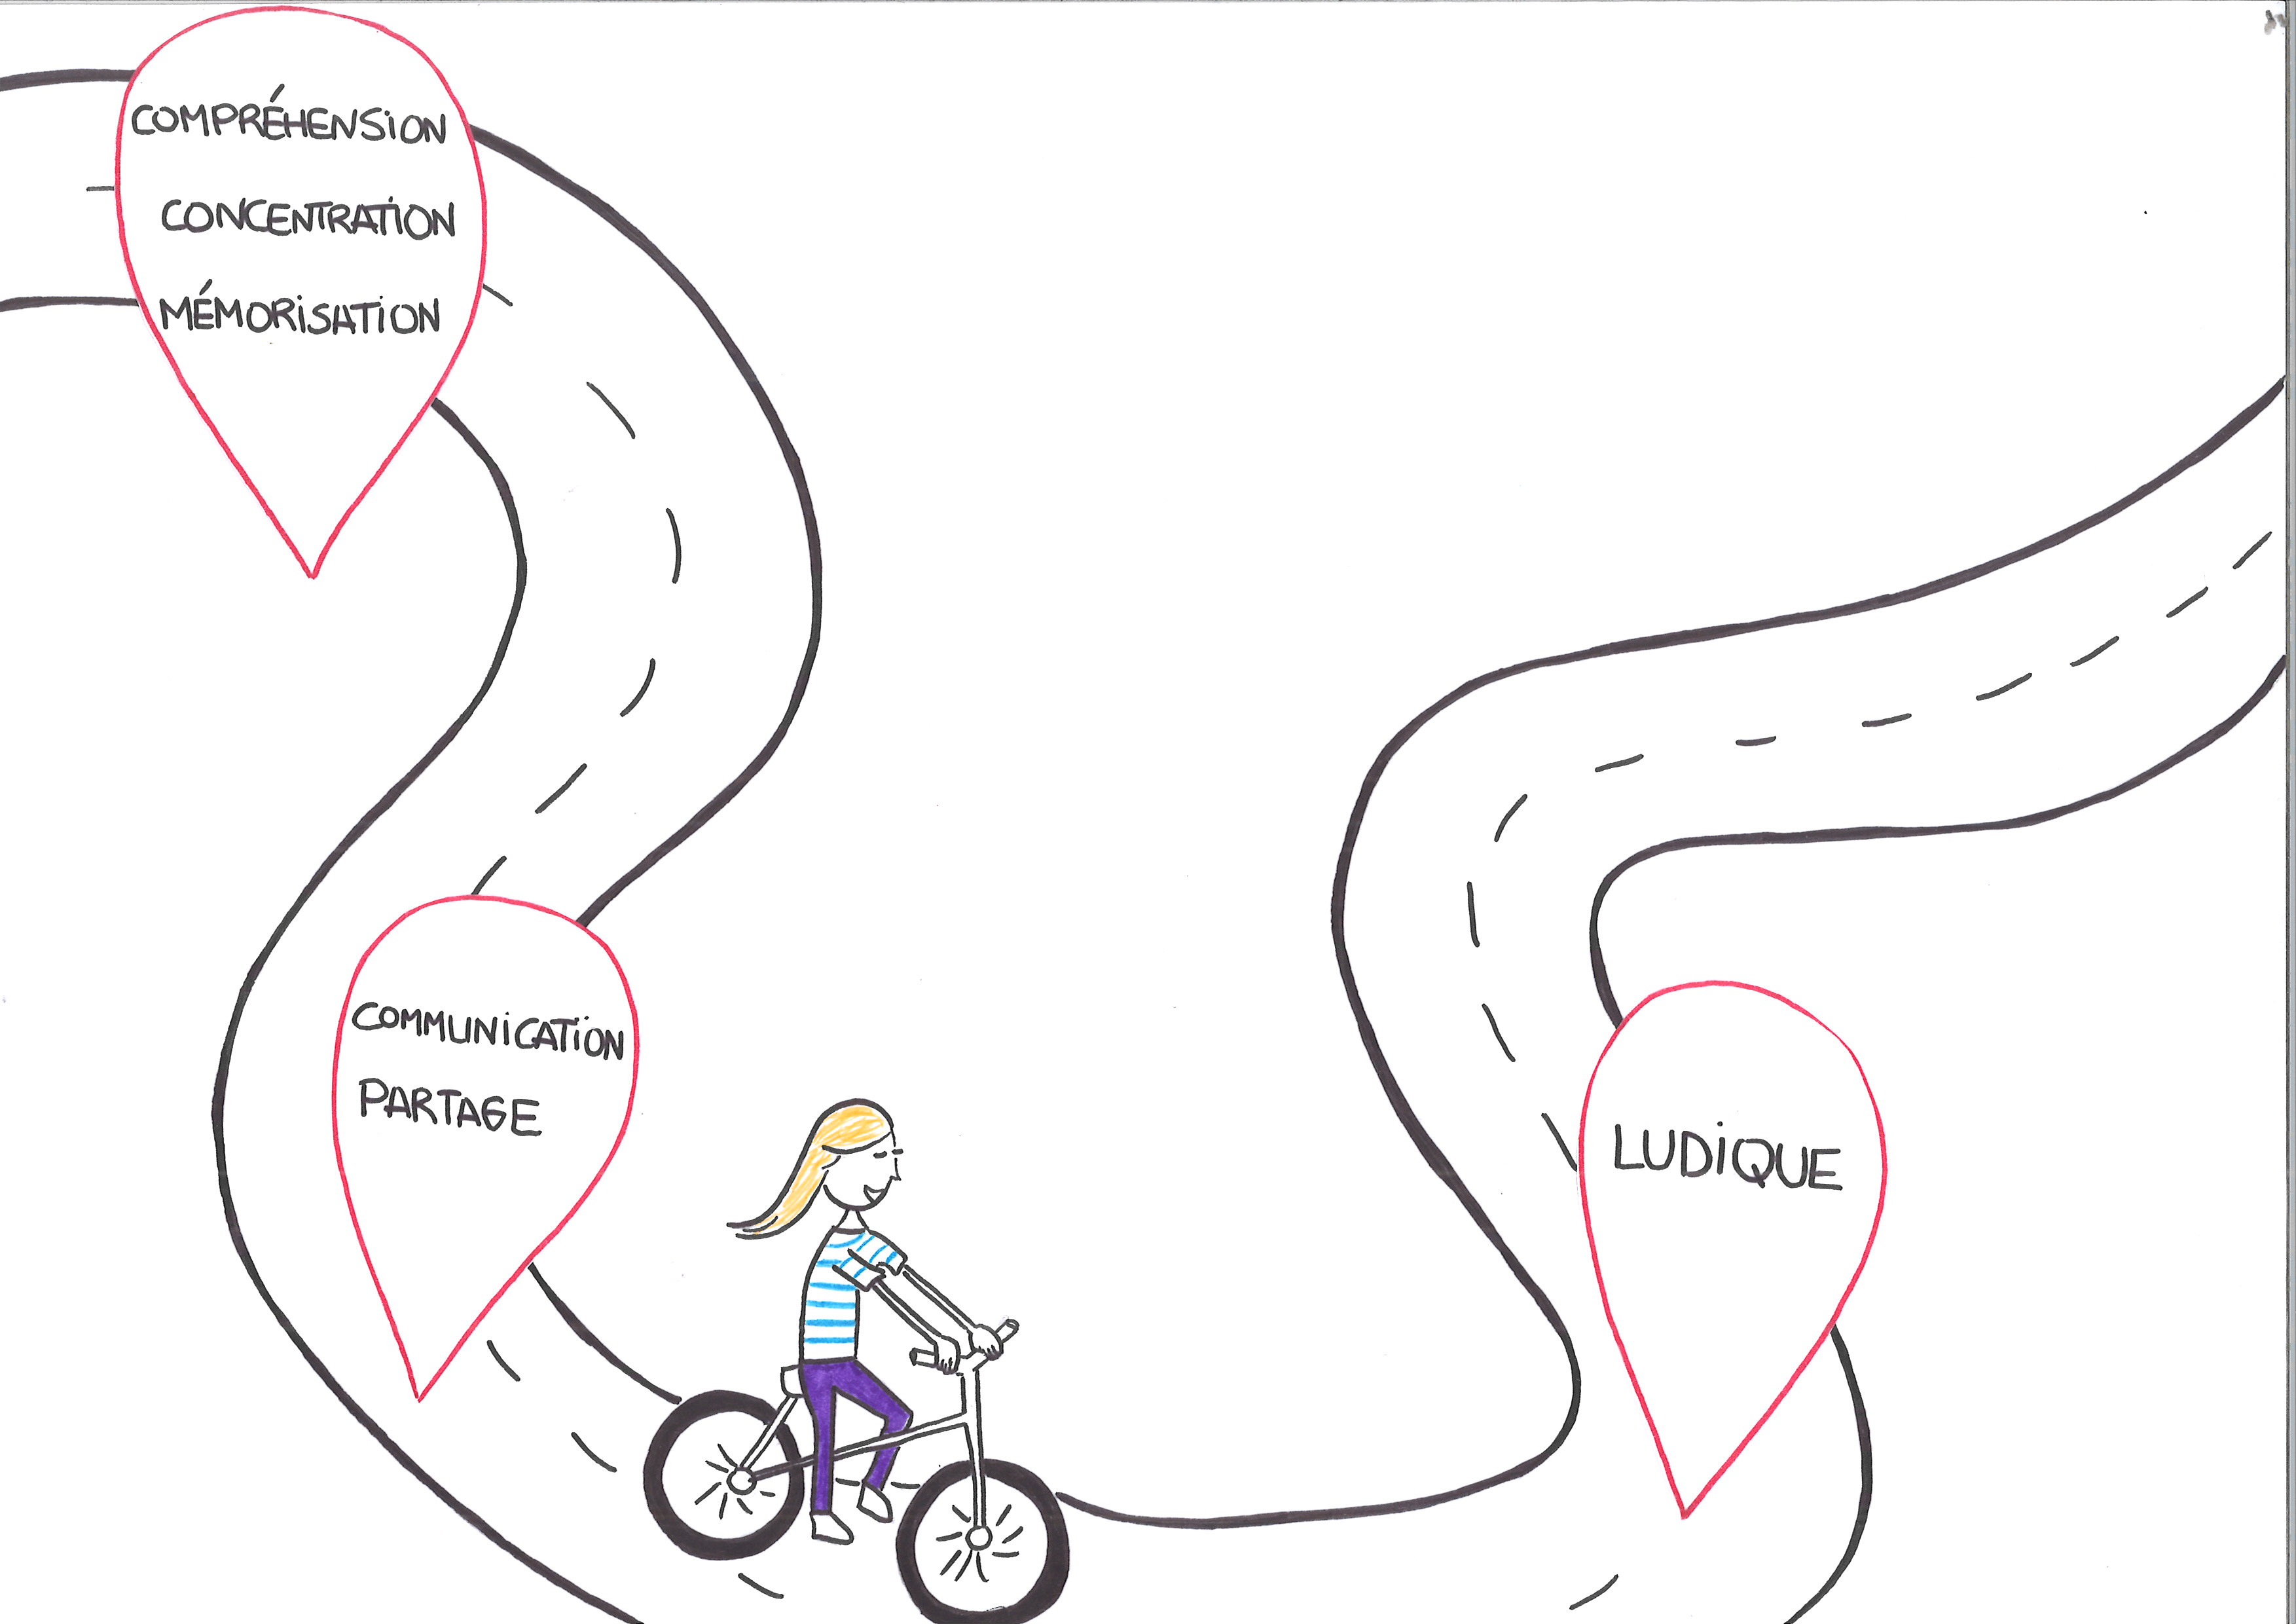 COMPRÉHENSiON
CONCENTRATiON
MÉMORiSATiON
COMMUNiCATiON
PARTAGE
LUDiQUE